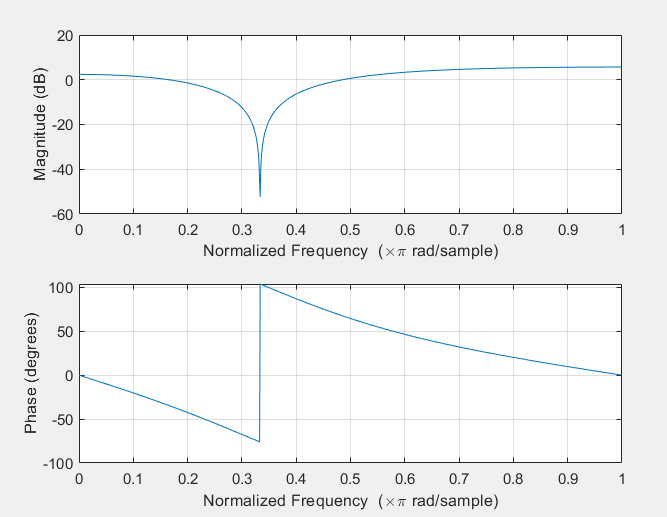 20
0
-20
-40
-60
Magnitude (dB)
0 0.1 0.2 0.3 0.4 0.5 0.6 0.7 0.8 0.9 1
Normalized Frequency (×π rad/sample)
100
50
0
-50
-100
Phase (degrees)
0 0.1 0.2 0.3 0.4 0.5 0.6 0.7 0.8 0.9 1
Normalized Frequency (×π rad/sample)